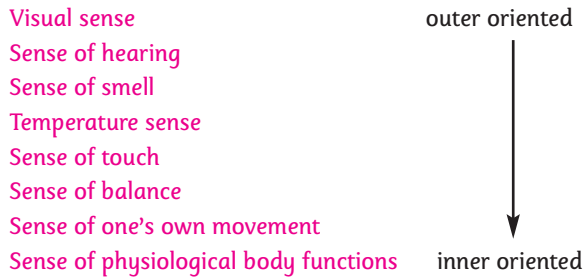 Visual sense outer oriented
Sense of hearing
Sense of smell
Temperature sense
Sense of touch
Sense of balance
Sense of one's own movement
Sense of physiological body functions inner oriented